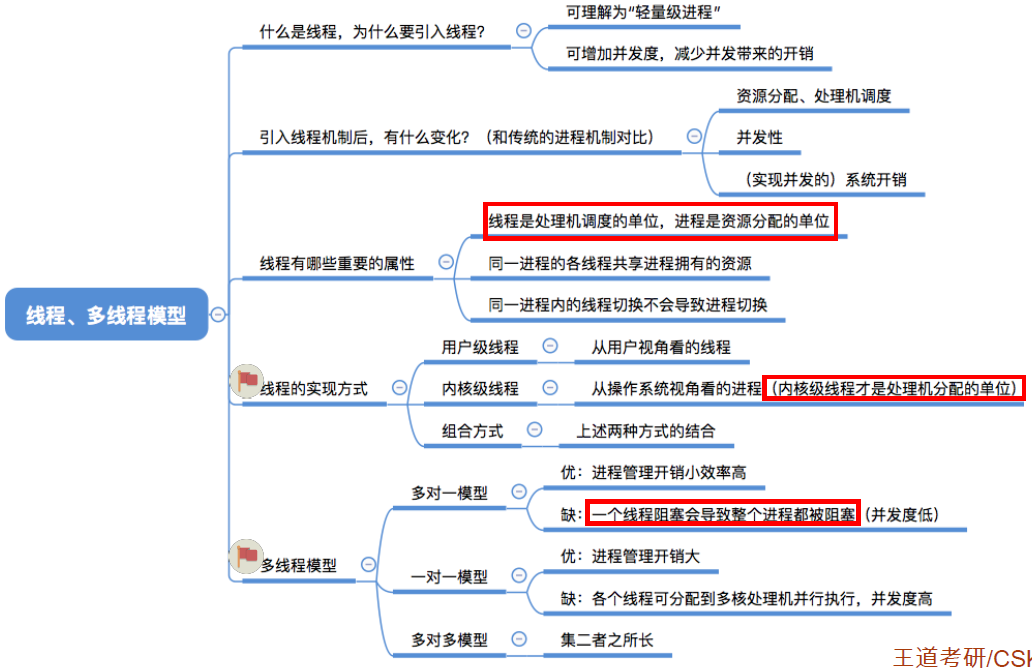 什么是线程，为什么要引入线程？
可理解为“轻量级进程”
可增加并发度，减少并发带来的开销
引入线程机制后，有什么变化？（和传统的进程机制对比）
资源分配、处理机调度
并发性
（实现并发的）系统开销
线程有哪些重要的属性
线程是处理机调度的单位，进程是资源分配的单位
同一进程的各线程共享进程拥有的资源
同一进程内的线程切换不会导致进程切换
线程、多线程模型
线程的实现方式
用户级线程
从用户视角看的线程
内核级线程
从操作系统视角看的进程（内核级线程才是处理机分配的单位）
组合方式
上述两种方式的结合
多线程模型
多对一模型
优：进程管理开销小效率高
缺：一个线程阻塞会导致整个进程都被阻塞（并发度低）
一对一模型
优：进程管理开销大
缺：各个线程可分配到多核处理机并行执行，并发度高
多对多模型
集二者之所长
王道考研/CSK